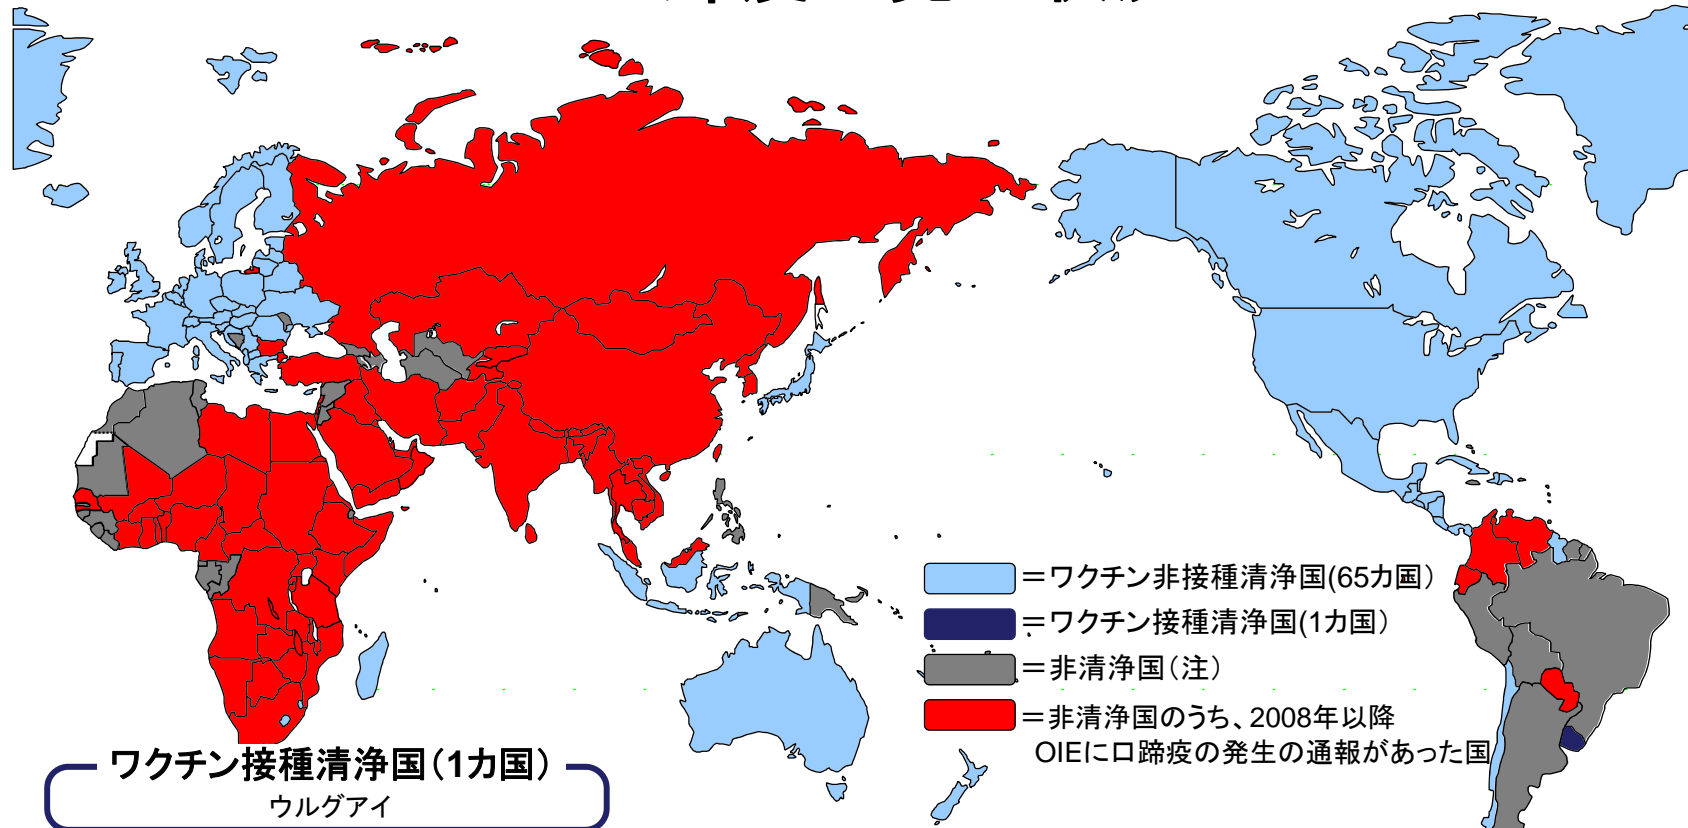 ＝ワクチン非接種清浄国(65カ国）
＝ワクチン接種清浄国(1カ国）
＝非清浄国（注）
＝非清浄国のうち、2008年以降
OIEに口蹄疫の発生の通報があった国
ワクチン接種清浄国（1カ国）
ウルグアイ